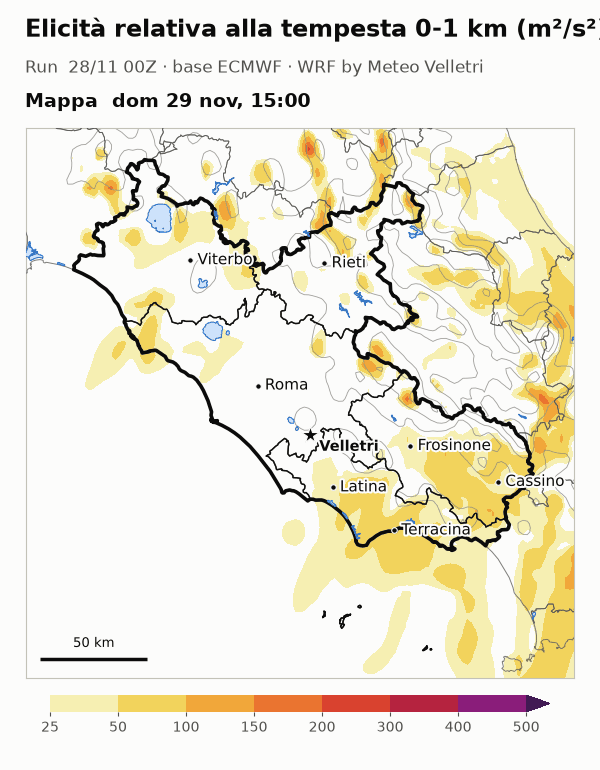 Elicità relativa alla tempesta 0-1 km (m²/s²)
Run 28/11 00Z · base ECMWF · WRF by Meteo Velletri
Mappa dom 29 nov, 15:00
Viterbo
Rieti
Roma
Velletri
Frosinone
Cassino
Latina
Terracina
50 km
25 50 100 150 200 300 400 500